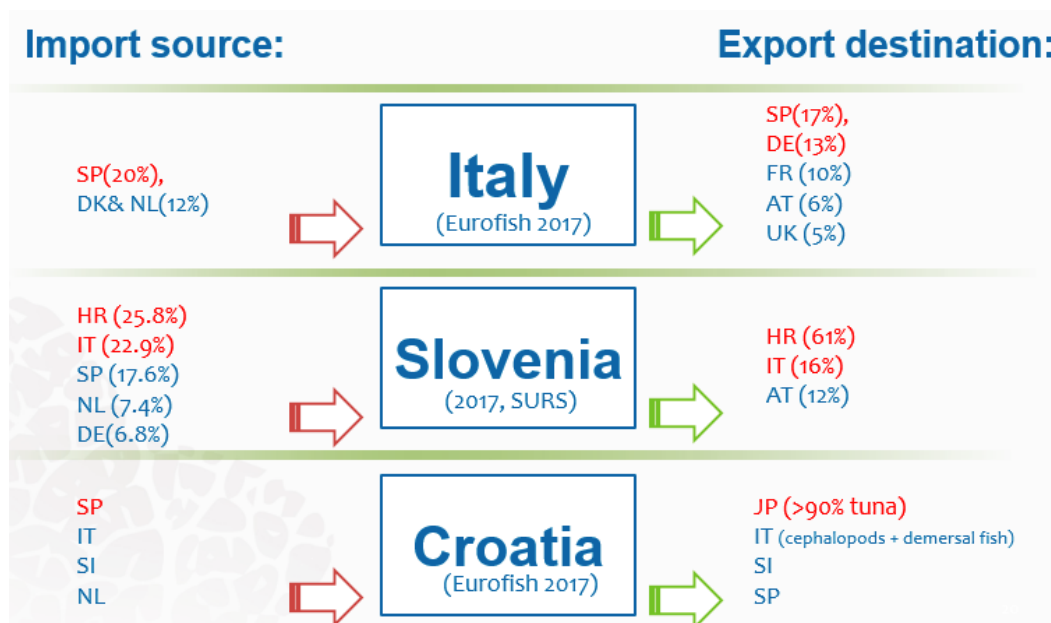 Import source:
Export destination:
SP(20%),
DK& NL(12%)
Italy
(Eurofish 2017)
SP(17%),
DE(13%)
FR (10%)
AT (6%)
UK (5%)
HR (25.8%)
IT (22.9%)
SP (17.6%)
NL (7.4%)
DE(6.8%)
Slovenia
(2017, SURS)
HR (61%)
IT (16%)
AT (12%)
SP
IT
SI
NL
Croatia
(Eurofish 2017)
JP (>90% tuna)
IT (cephalopods + demersal fish)
SI
SP